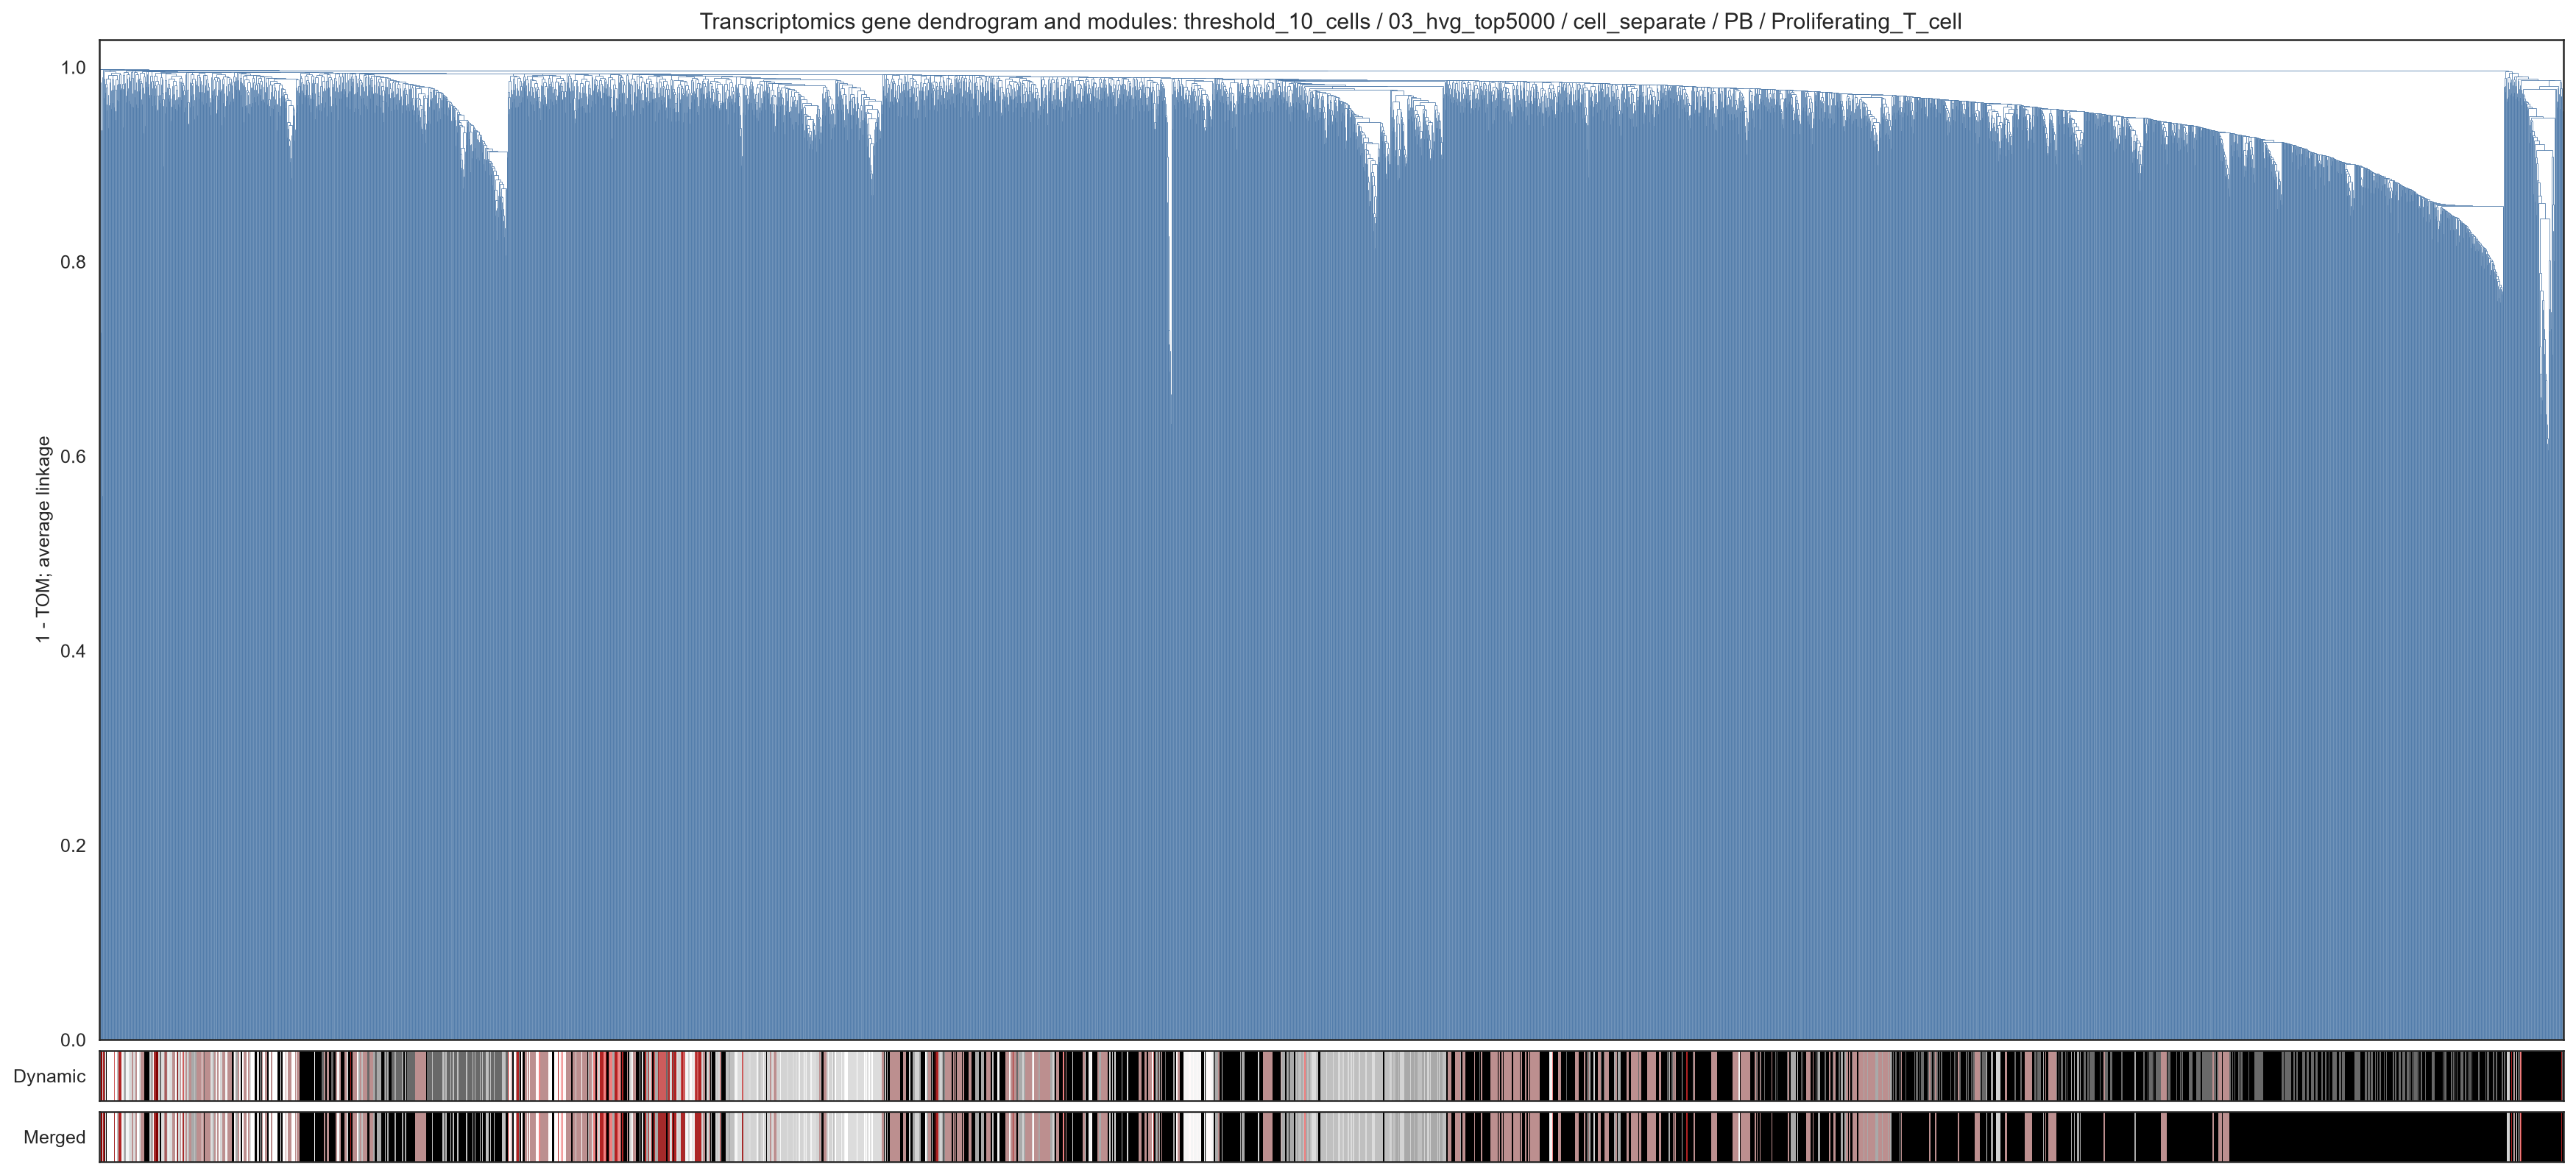 Transcriptomics gene dendrogram and modules: threshold_10_cells / 03_hvg_top5000 / cell_separate / PB / Proliferating_T_cell
1.0
0.8
0.6
0.4
0.2
0.0
1 - TOM; average linkage
Dynamic
Merged